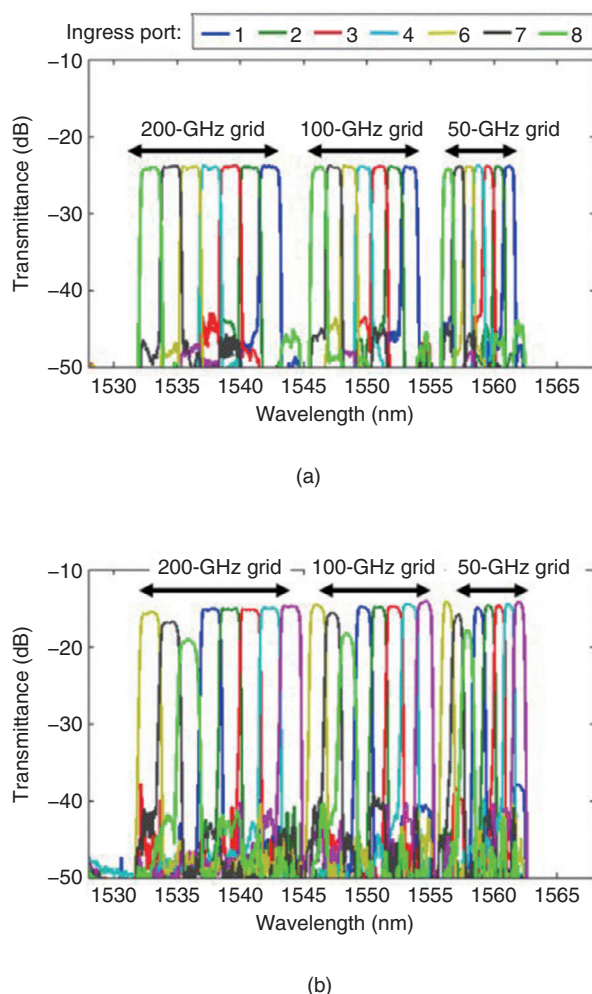 Ingress port: 1 2 3 4 6 7 8
−10
−20
−30
−40
−50
Transmittance (dB)
200-GHz grid 100-GHz grid 50-GHz grid
1530 1535 1540 1545 1550 1555 1560 1565
Wavelength (nm)
(a)
−10
−20
−30
−40
−50
Transmittance (dB)
200-GHz grid 100-GHz grid 50-GHz grid
1530 1535 1540 1545 1550 1555 1560 1565
Wavelength (nm)
(b)